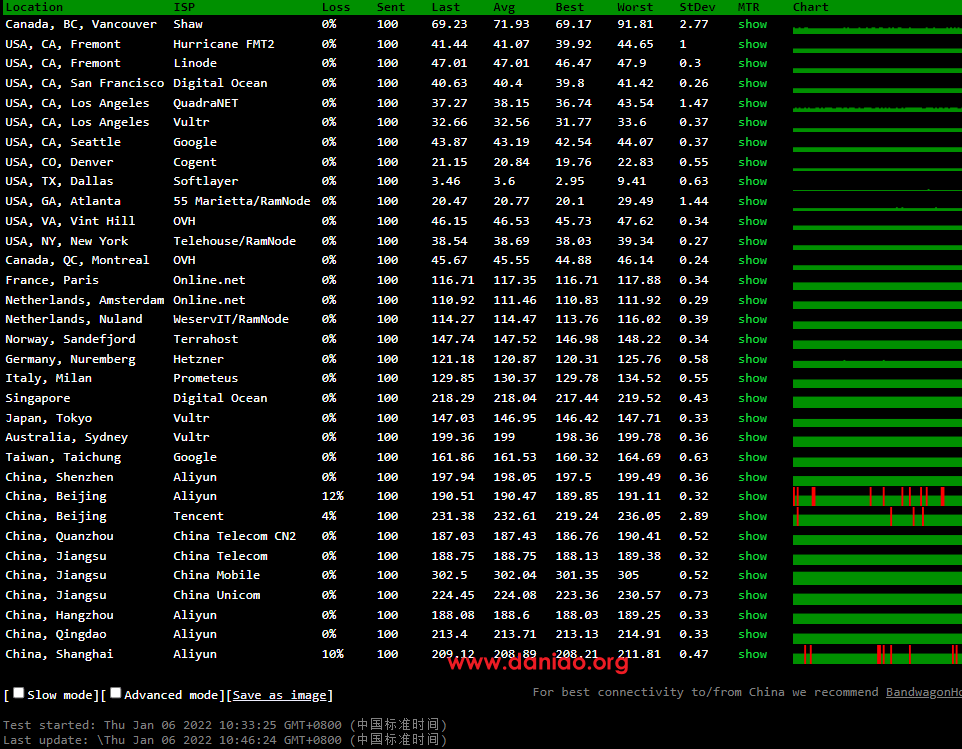 Location ISP Loss Sent Last Avg Best Worst StDev MTR Chart
Canada, BC, Vancouver Shaw 0% 100 69.23 71.93 69.17 91.81 2.77 show
USA, CA, Fremont Hurricane FMT2 0% 100 41.44 41.07 39.92 44.65 1 show
USA, CA, Fremont Linode 0% 100 47.01 47.01 46.47 47.9 0.3 show
USA, CA, San Francisco Digital Ocean 0% 100 40.63 40.4 39.8 41.42 0.26 show
USA, CA, Los Angeles QuadraNET 0% 100 37.27 38.15 36.74 43.54 1.47 show
USA, CA, Los Angeles Vultr 0% 100 32.66 32.56 31.77 33.6 0.37 show
USA, CA, Seattle Google 0% 100 43.87 43.19 42.54 44.07 0.37 show
USA, CO, Denver Cogent 0% 100 21.15 20.84 19.76 22.83 0.55 show
USA, TX, Dallas Softlayer 0% 100 3.46 3.6 2.95 9.41 0.63 show
USA, GA, Atlanta 55 Marietta/RamNode 0% 100 20.47 20.77 20.1 29.49 1.44 show
USA, VA, Vint Hill OVH 0% 100 46.15 46.53 45.73 47.62 0.34 show
USA, NY, New York Telehouse/RamNode 0% 100 38.54 38.69 38.03 39.34 0.27 show
Canada, QC, Montreal OVH 0% 100 45.67 45.55 44.88 46.14 0.24 show
France, Paris Online.net 0% 100 116.71 117.35 116.71 117.88 0.34 show
Netherlands, Amsterdam Online.net 0% 100 110.92 111.46 110.83 111.92 0.29 show
Netherlands, Nuland WeservIT/RamNode 0% 100 114.27 114.47 113.76 116.02 0.39 show
Norway, Sandefjord Terrahost 0% 100 147.74 147.52 146.98 148.22 0.34 show
Germany, Nuremberg Hetzner 0% 100 121.18 120.87 120.31 125.76 0.58 show
Italy, Milan Prometeus 0% 100 129.85 130.37 129.78 134.52 0.55 show
Singapore Digital Ocean 0% 100 218.29 218.04 217.44 219.52 0.43 show
Japan, Tokyo Vultr 0% 100 147.03 146.95 146.42 147.71 0.33 show
Australia, Sydney Vultr 0% 100 199.36 199 198.36 199.78 0.36 show
Taiwan, Taichung Google 0% 100 161.86 161.53 160.32 164.69 0.63 show
China, Shenzhen Aliyun 0% 100 197.94 198.05 197.5 199.49 0.36 show
China, Beijing Aliyun 12% 100 190.51 190.47 189.85 191.11 0.32 show
China, Beijing Tencent 4% 100 231.38 232.61 219.24 236.05 2.89 show
China, Quanzhou China Telecom CN2 0% 100 187.03 187.43 186.76 190.41 0.52 show
China, Jiangsu China Telecom 0% 100 188.75 188.75 188.13 189.38 0.32 show
China, Jiangsu China Mobile 0% 100 302.5 302.04 301.35 305 0.52 show
China, Jiangsu China Unicom 0% 100 224.45 224.08 223.36 230.57 0.73 show
China, Hangzhou Aliyun 0% 100 188.08 188.6 188.03 189.25 0.33 show
China, Qingdao Aliyun 0% 100 213.4 213.71 213.13 214.91 0.33 show
China, Shanghai Aliyun 10% 100 209.12 208.89 208.21 211.81 0.47 show
www.daniao.org
[ Slow mode][ Advanced mode][Save as image]
For best connectivity to/from China we recommend BandwagonHo
Test started: Thu Jan 06 2022 10:33:25 GMT+0800 (中国标准时间)
Last update: \Thu Jan 06 2022 10:46:24 GMT+0800 (中国标准时间)